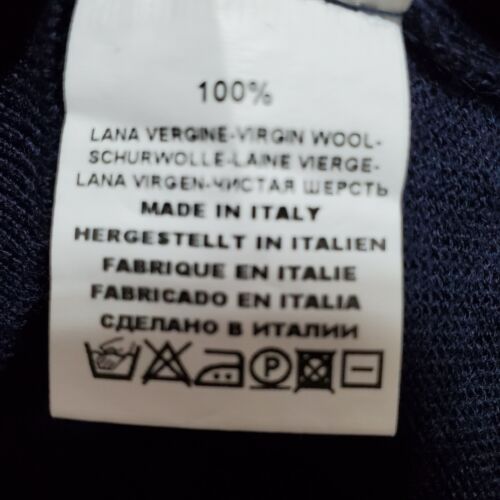 100%
LANA VERGINE-VIRGIN WOOL-
SCHURWOLLE-LAINE VIERGE-
LANA VIRGEN-ЧИСТАЯ ШЕРСТЬ
MADE IN ITALY
HERGESTELLT IN ITALIEN
FABRIQUE EN ITALIE
FABRICADO EN ITALIA
СДЕЛАНО В ИТАЛИИ
P